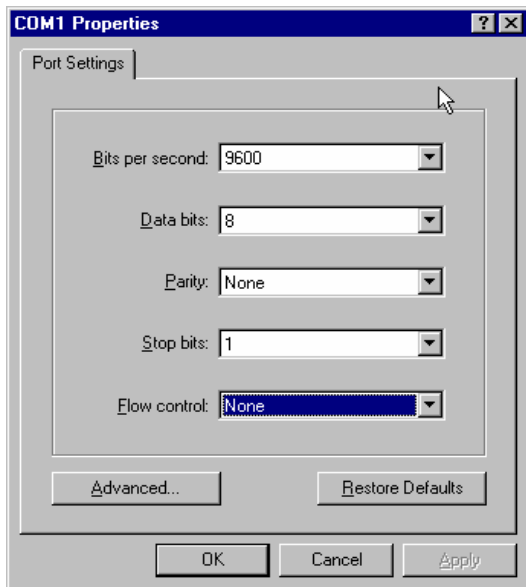 COM1 Properties
Port Settings
Bits per second: 9600
Data bits: 8
Parity: None
Stop bits: 1
Flow control: None
Advanced... Restore Defaults
OK Cancel Apply